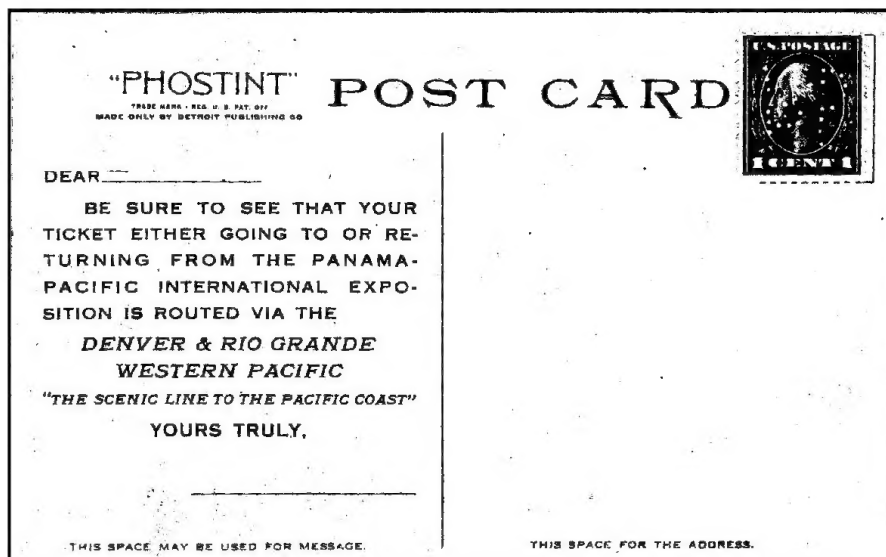 "PHOSTINT"
TRADE MARK · REG. U. S. PAT. OFF
MADE ONLY BY DETROIT PUBLISHING CO
POST CARD
U.S.POSTAGE
1 CENT 1
DEAR
BE SURE TO SEE THAT YOUR
TICKET EITHER GOING TO OR RE-
TURNING FROM THE PANAMA-
PACIFIC INTERNATIONAL EXPO-
SITION IS ROUTED VIA THE
DENVER & RIO GRANDE
WESTERN PACIFIC
"THE SCENIC LINE TO THE PACIFIC COAST"
YOURS TRULY,
THIS SPACE MAY BE USED FOR MESSAGE.
THIS SPACE FOR THE ADDRESS.